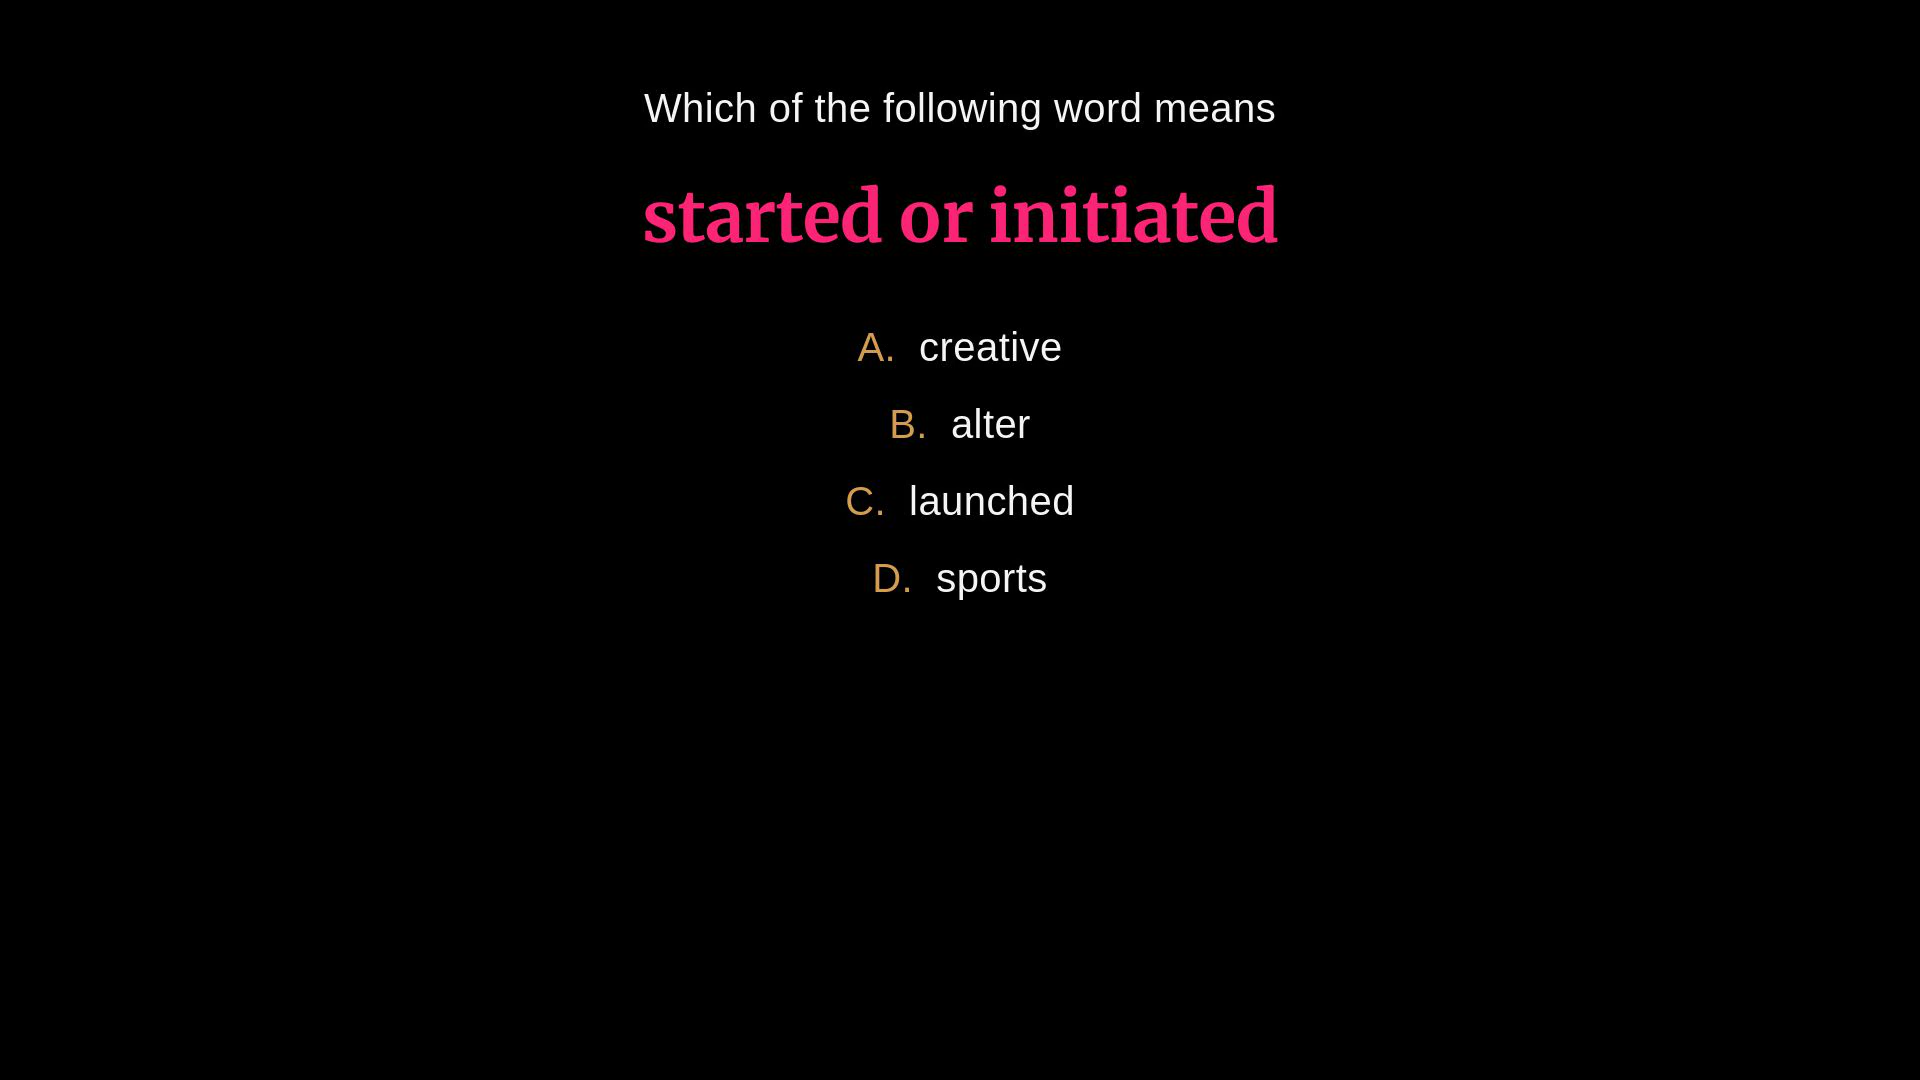 Which of the following word means
started or initiated
A. creative
B. alter
C. launched
D. sports